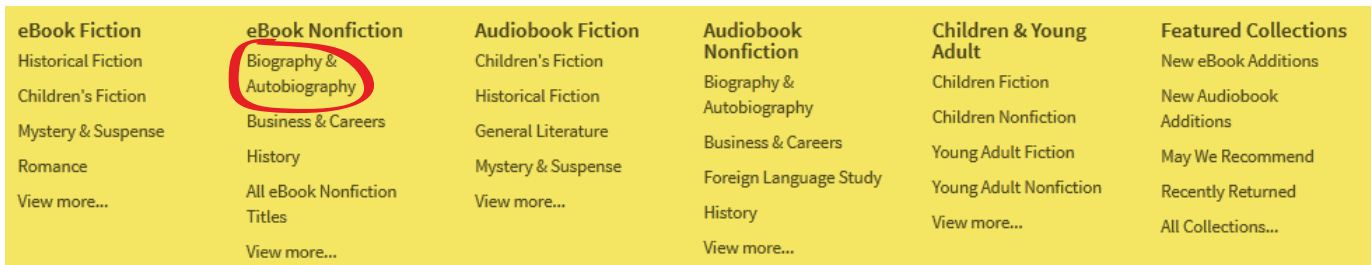 eBook Fiction
Historical Fiction
Children's Fiction
Mystery & Suspense
Romance
View more...
eBook Nonfiction
Biography &
Autobiography
Business & Careers
History
All eBook Nonfiction
Titles
View more...
Audiobook Fiction
Children's Fiction
Historical Fiction
General Literature
Mystery & Suspense
View more...
Audiobook
Nonfiction
Biography &
Autobiography
Business & Careers
Foreign Language Study
History
View more...
Children & Young
Adult
Children Fiction
Children Nonfiction
Young Adult Fiction
Young Adult Nonfiction
View more...
Featured Collections
New eBook Additions
New Audiobook
Additions
May We Recommend
Recently Returned
All Collections...